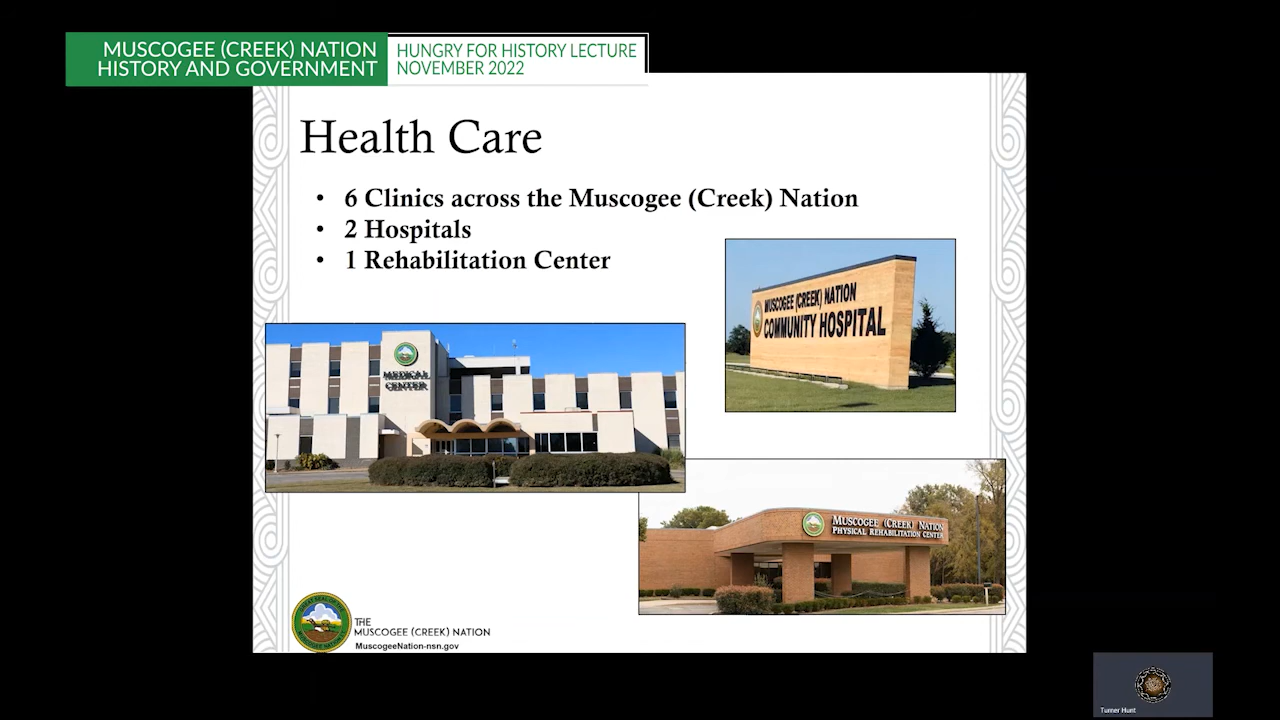 MUSCOGEE (CREEK) NATION
HISTORY AND GOVERNMENT
HUNGRY FOR HISTORY LECTURE
NOVEMBER 2022
Health Care
• 6 Clinics across the Muscogee (Creek) Nation
• 2 Hospitals
• 1 Rehabilitation Center
MUSCOGEE (CREEK) NATION
COMMUNITY HOSPITAL
MEDICAL
CENTER
MUSCOGEE (CREEK) NATION
PHYSICAL REHABILITATION CENTER
THE
MUSCOGEE (CREEK) NATION
MuscogeeNation-nsn.gov
Turner Hunt